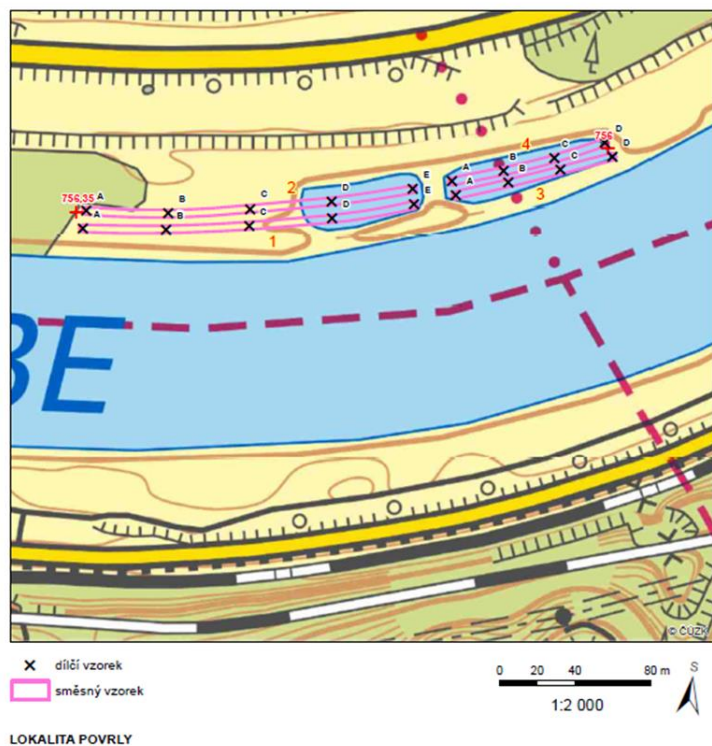 756
D
4
C
B
D
A
C
E
D
B
2
A
3
E
756,35
A
B
C
D
A
B
C
1
BE
© ČÚZK
dílčí vzorek
směsný vzorek
0 20 40 80 m
S
1:2 000
LOKALITA POVRLY